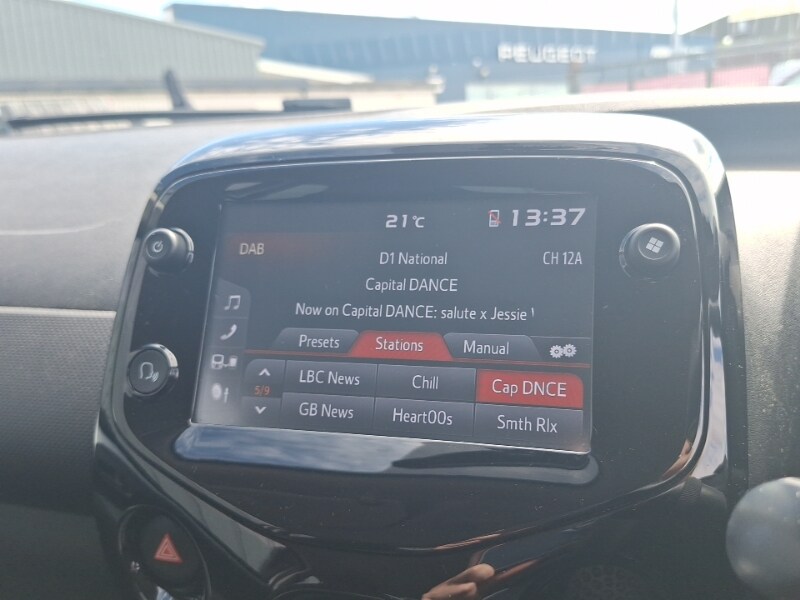 PEUGEOT
21°C 13:37
DAB D1 National CH 12A
Capital DANCE
Now on Capital DANCE: salute x Jessie
Presets Stations Manual
5/9 LBC News Chill Cap DNCE
GB News Heart00s Smth Rlx